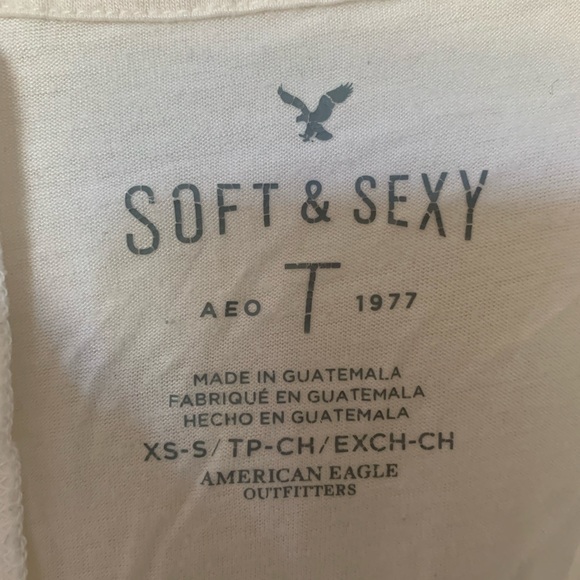 SOFT & SEXY
AEO T 1977
MADE IN GUATEMALA
FABRIQUÉ EN GUATEMALA
HECHO EN GUATEMALA
XS-S/TP-CH/EXCH-CH
AMERICAN EAGLE
OUTFITTERS